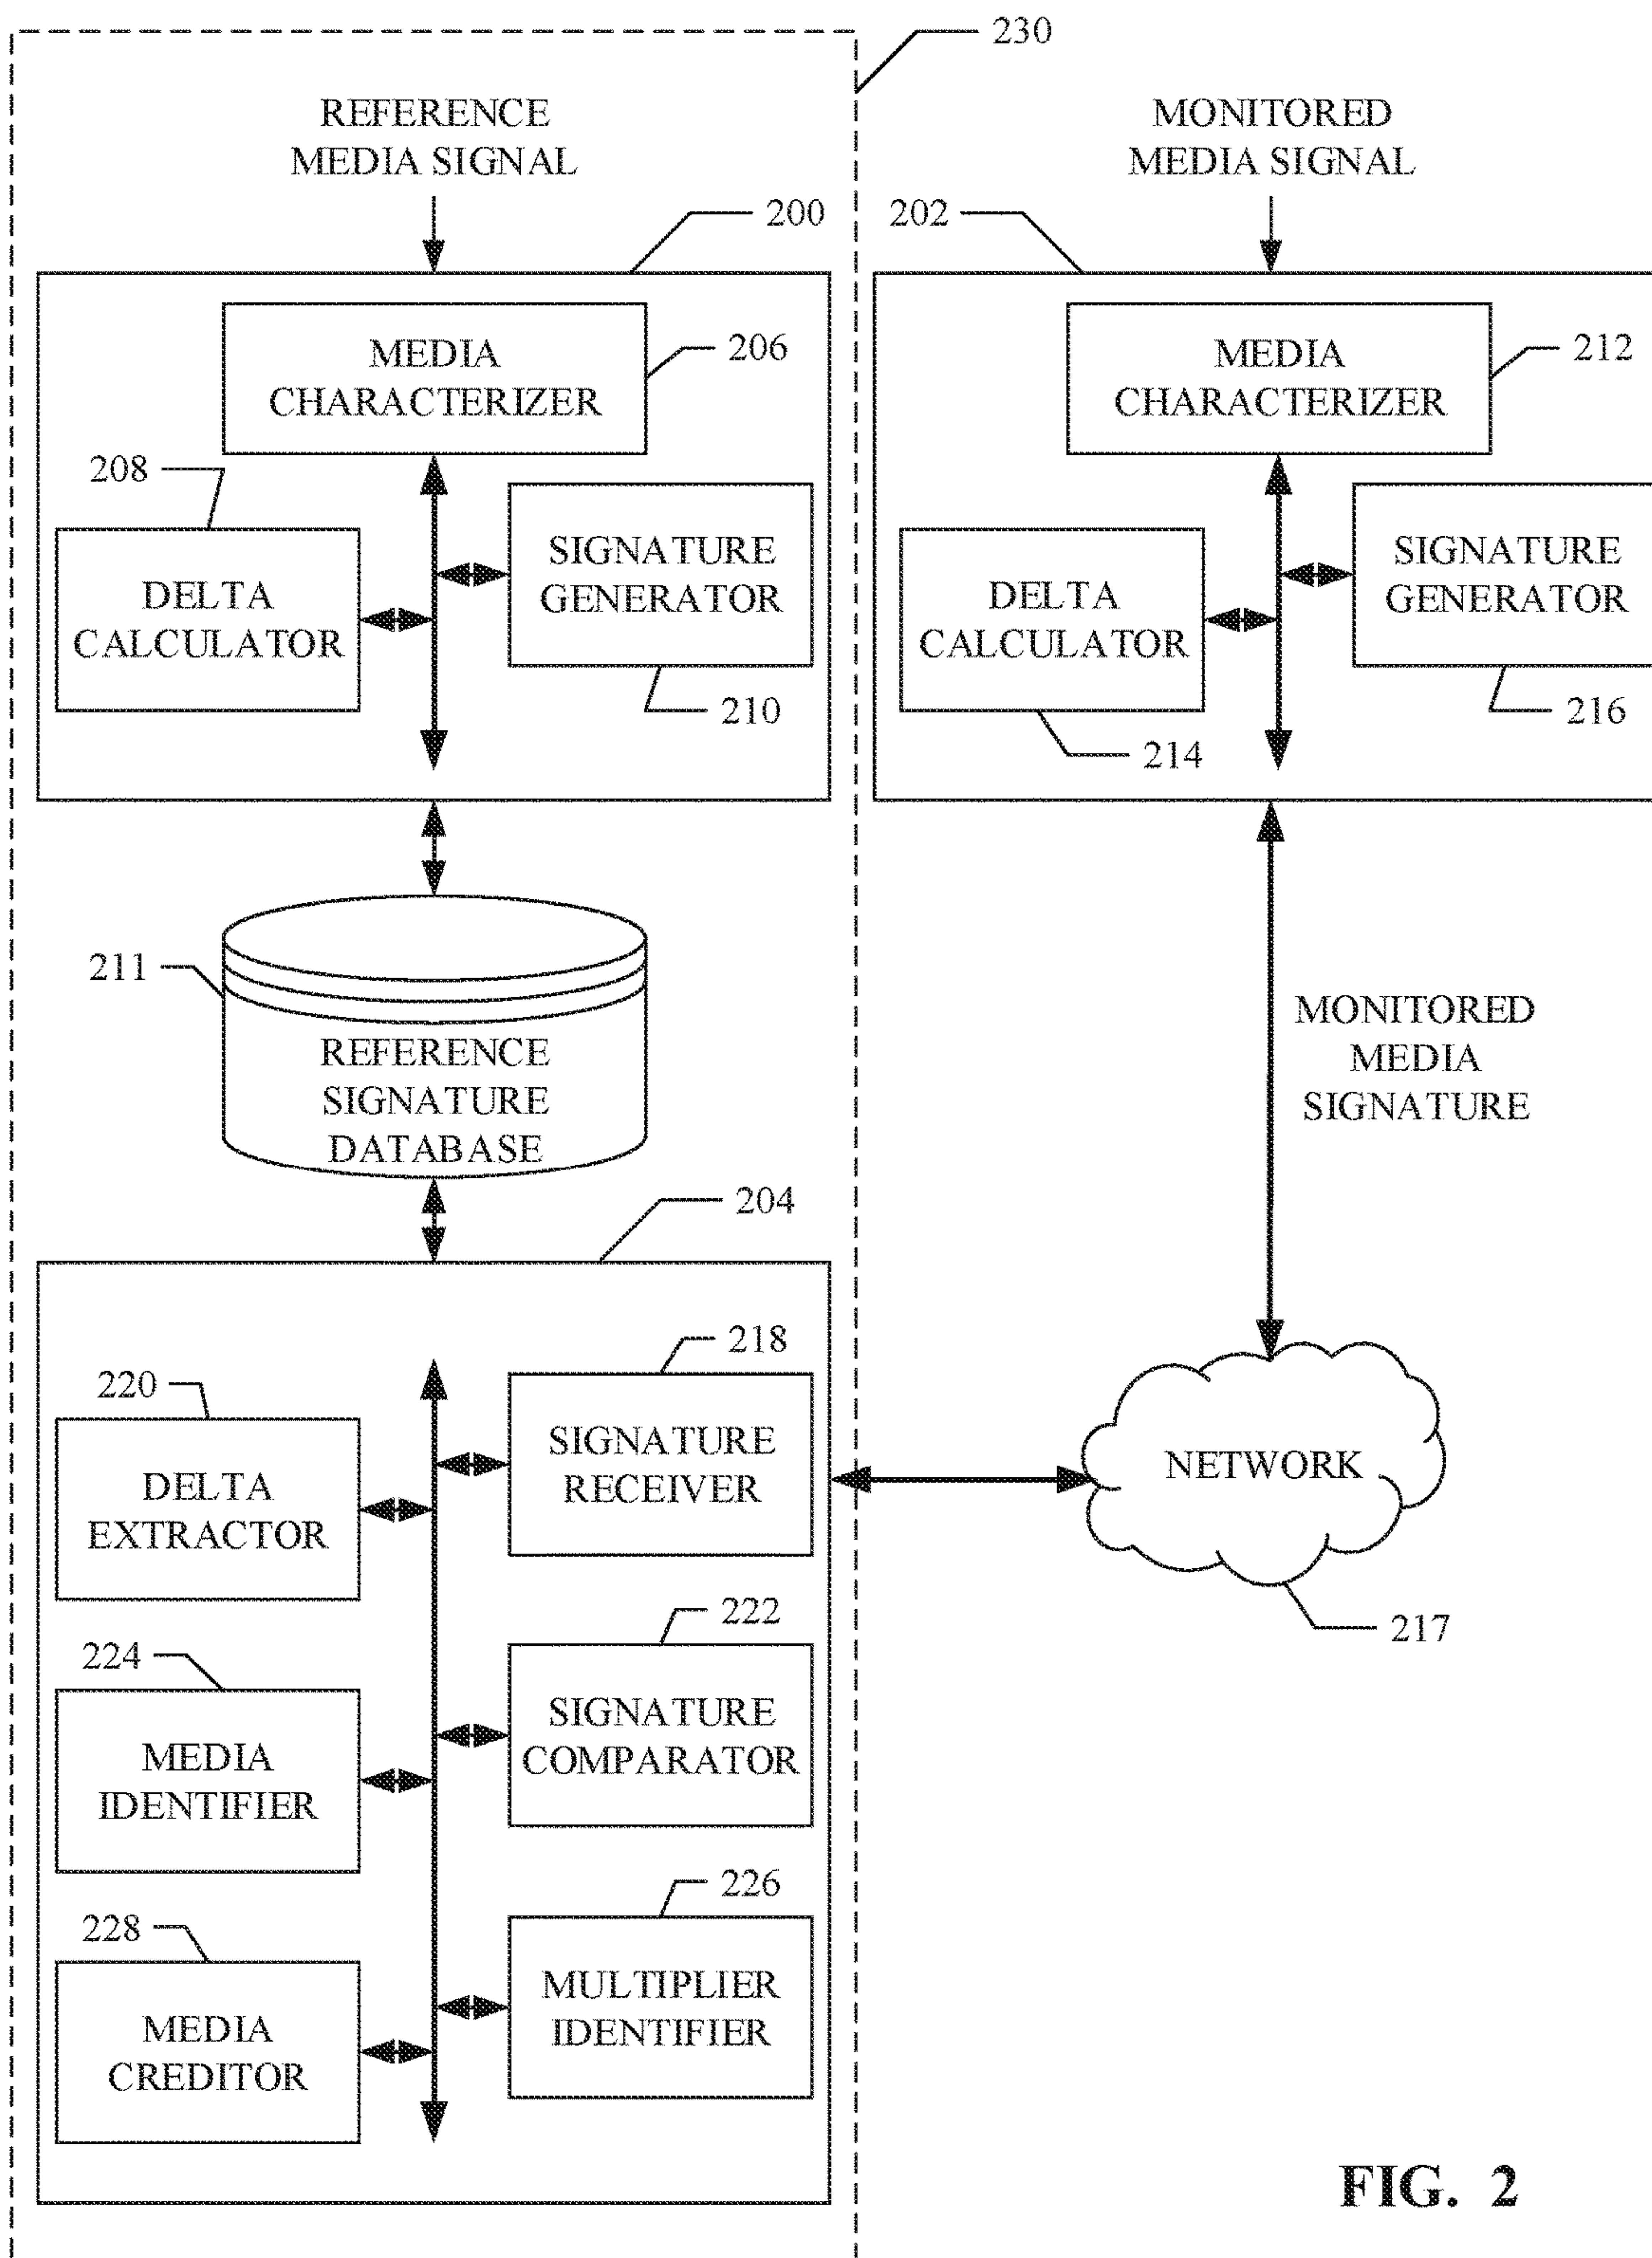 230
REFERENCE
MEDIA SIGNAL
MONITORED
MEDIA SIGNAL
200
202
MEDIA
CHARACTERIZER
206
MEDIA
CHARACTERIZER
212
208
DELTA
CALCULATOR
SIGNATURE
GENERATOR
210
DELTA
CALCULATOR
214
SIGNATURE
GENERATOR
216
211
REFERENCE
SIGNATURE
DATABASE
MONITORED
MEDIA
SIGNATURE
204
218
220
SIGNATURE
RECEIVER
DELTA
EXTRACTOR
NETWORK
217
222
224
SIGNATURE
COMPARATOR
MEDIA
IDENTIFIER
226
228
MULTIPLIER
IDENTIFIER
MEDIA
CREDITOR
FIG. 2